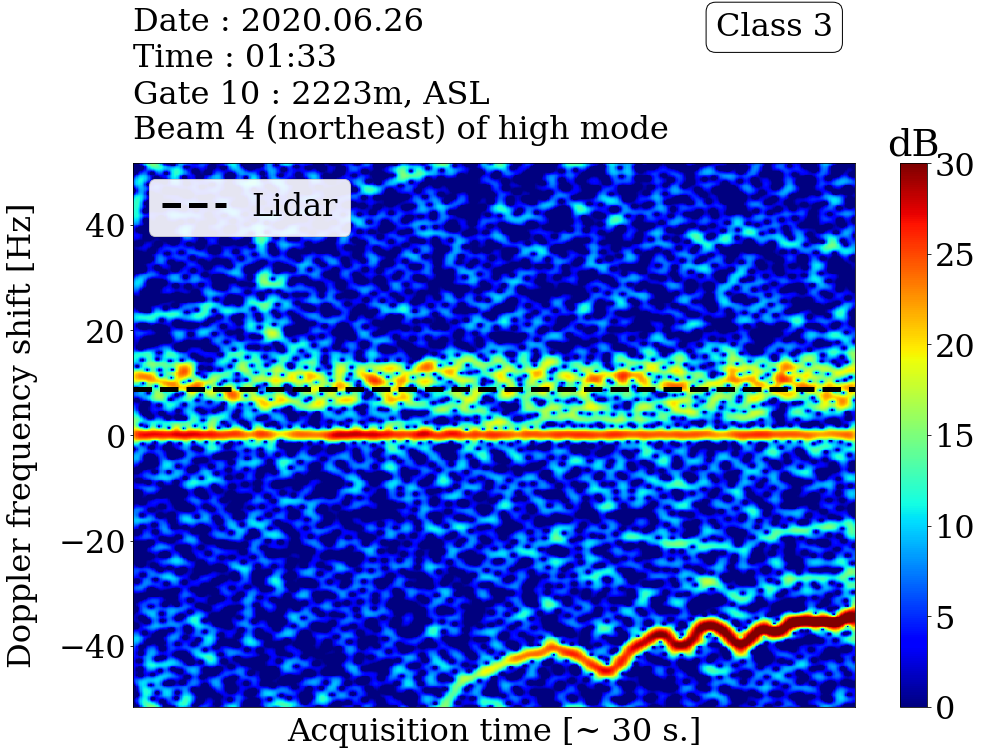 Date : 2020.06.26
Time : 01:33
Gate 10 : 2223m, ASL
Beam 4 (northeast) of high mode
Class 3
dB
Lidar
Doppler frequency shift [Hz]
40
20
0
−20
−40
30
25
20
15
10
5
0
Acquisition time [~ 30 s.]